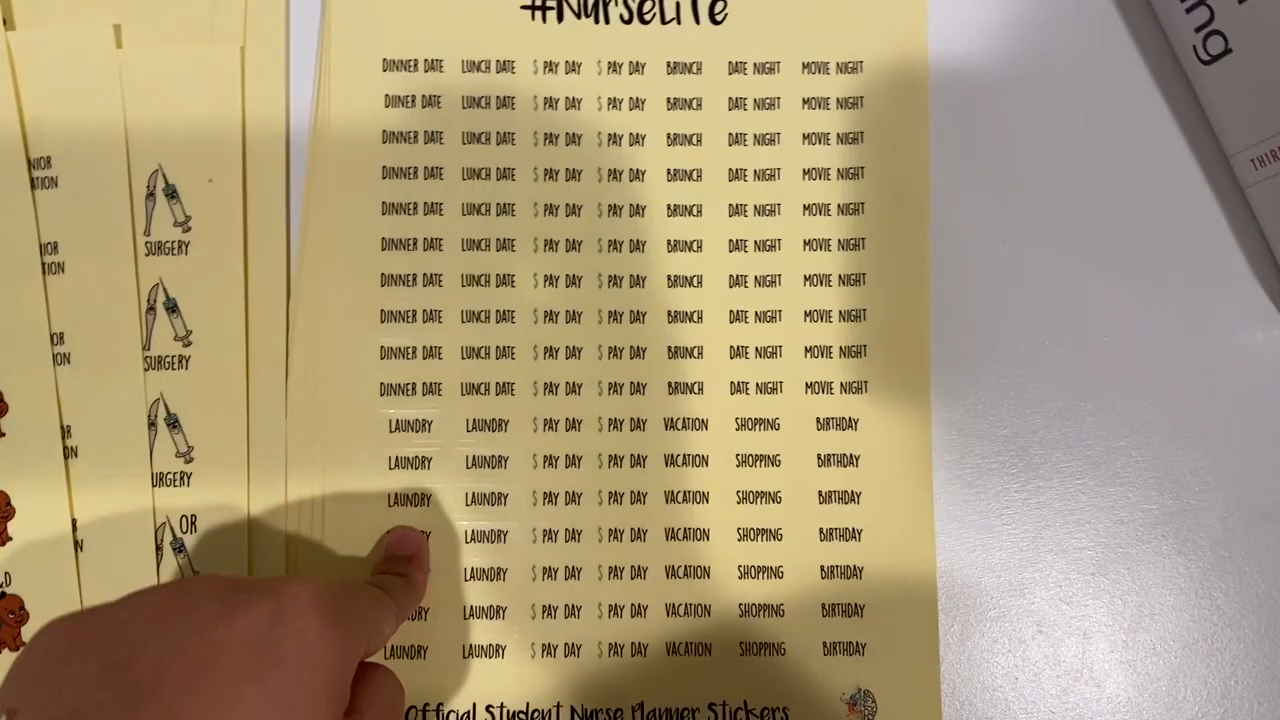 #NurseLife
DINNER DATE LUNCH DATE $ PAY DAY $ PAY DAY BRUNCH DATE NIGHT MOVIE NIGHT
DIINER DATE LUNCH DATE $ PAY DAY $ PAY DAY BRUNCH DATE NIGHT MOVIE NIGHT
DINNER DATE LUNCH DATE $ PAY DAY $ PAY DAY BRUNCH DATE NIGHT MOVIE NIGHT
DINNER DATE LUNCH DATE $ PAY DAY $ PAY DAY BRUNCH DATE NIGHT MOVIE NIGHT
DINNER DATE LUNCH DATE $ PAY DAY $ PAY DAY BRUNCH DATE NIGHT MOVIE NIGHT
DINNER DATE LUNCH DATE $ PAY DAY $ PAY DAY BRUNCH DATE NIGHT MOVIE NIGHT
DINNER DATE LUNCH DATE $ PAY DAY $ PAY DAY BRUNCH DATE NIGHT MOVIE NIGHT
DINNER DATE LUNCH DATE $ PAY DAY $ PAY DAY BRUNCH DATE NIGHT MOVIE NIGHT
DINNER DATE LUNCH DATE $ PAY DAY $ PAY DAY BRUNCH DATE NIGHT MOVIE NIGHT
DINNER DATE LUNCH DATE $ PAY DAY $ PAY DAY BRUNCH DATE NIGHT MOVIE NIGHT
LAUNDRY LAUNDRY $ PAY DAY $ PAY DAY VACATION SHOPPING BIRTHDAY
LAUNDRY LAUNDRY $ PAY DAY $ PAY DAY VACATION SHOPPING BIRTHDAY
LAUNDRY LAUNDRY $ PAY DAY $ PAY DAY VACATION SHOPPING BIRTHDAY
LAUNDRY $ PAY DAY $ PAY DAY VACATION SHOPPING BIRTHDAY
LAUNDRY $ PAY DAY $ PAY DAY VACATION SHOPPING BIRTHDAY
LAUNDRY $ PAY DAY $ PAY DAY VACATION SHOPPING BIRTHDAY
LAUNDRY LAUNDRY $ PAY DAY $ PAY DAY VACATION SHOPPING BIRTHDAY
Official Student Nurse Planner Stickers
SURGERY
SURGERY
URGERY
OR